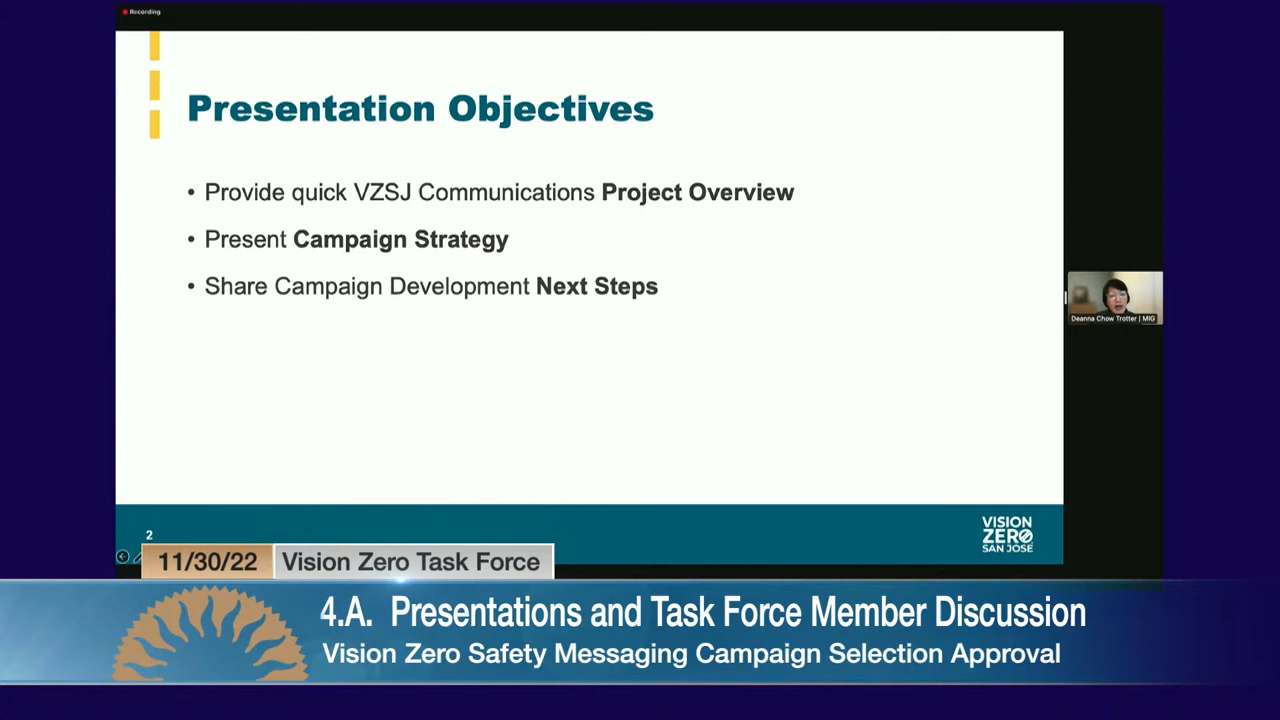 Recording
Presentation Objectives
• Provide quick VZSJ Communications Project Overview
• Present Campaign Strategy
• Share Campaign Development Next Steps
Deanna Chow Trotter | MIG
2
VISION
ZERO
SAN JOSE
11/30/22 Vision Zero Task Force
4.A. Presentations and Task Force Member Discussion
Vision Zero Safety Messaging Campaign Selection Approval